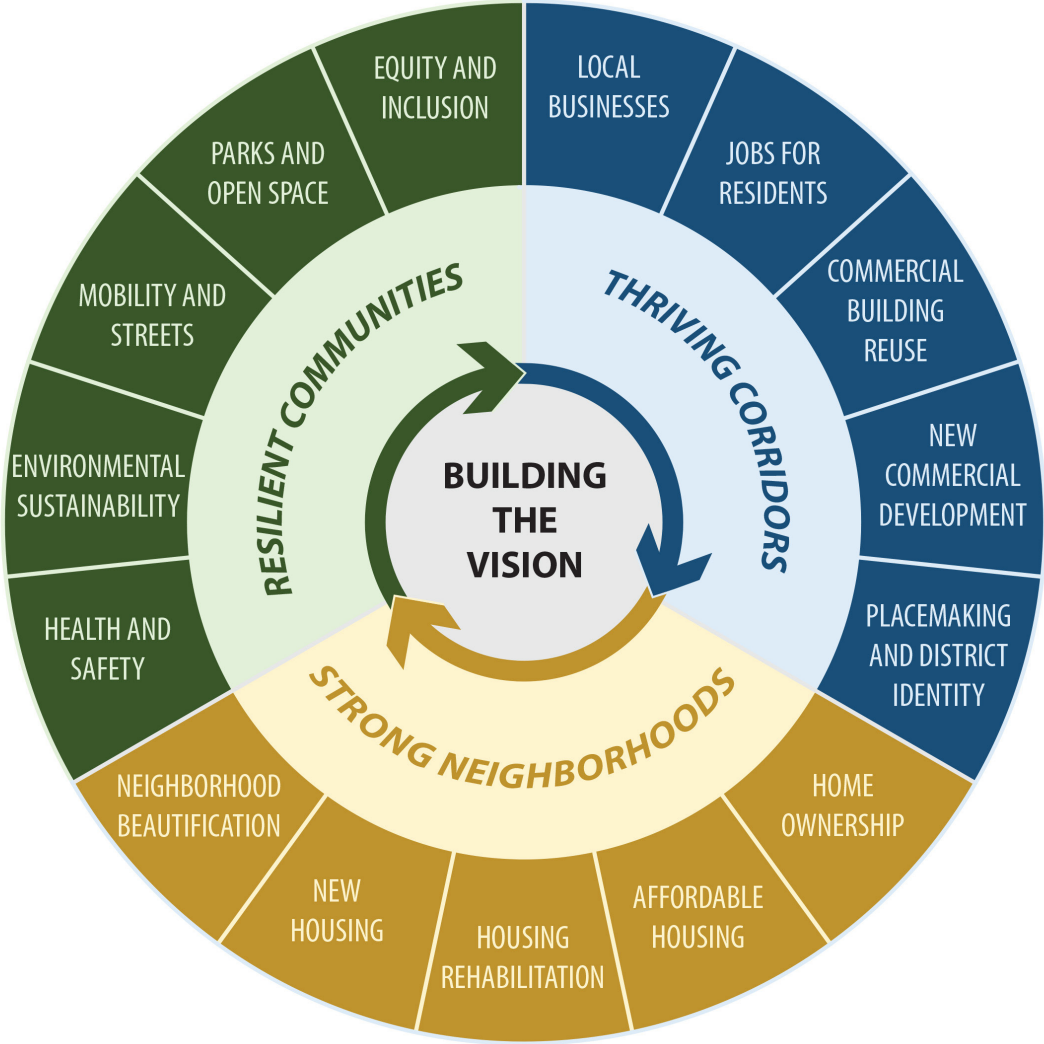 BUILDING
THE
VISION
THRIVING CORRIDORS
LOCAL
BUSINESSES
JOBS FOR
RESIDENTS
COMMERCIAL
BUILDING
REUSE
NEW
COMMERCIAL
DEVELOPMENT
PLACEMAKING
AND DISTRICT
IDENTITY
STRONG NEIGHBORHOODS
HOME
OWNERSHIP
AFFORDABLE
HOUSING
HOUSING
REHABILITATION
NEW
HOUSING
NEIGHBORHOOD
BEAUTIFICATION
RESILIENT COMMUNITIES
HEALTH AND
SAFETY
ENVIRONMENTAL
SUSTAINABILITY
MOBILITY AND
STREETS
PARKS AND
OPEN SPACE
EQUITY AND
INCLUSION